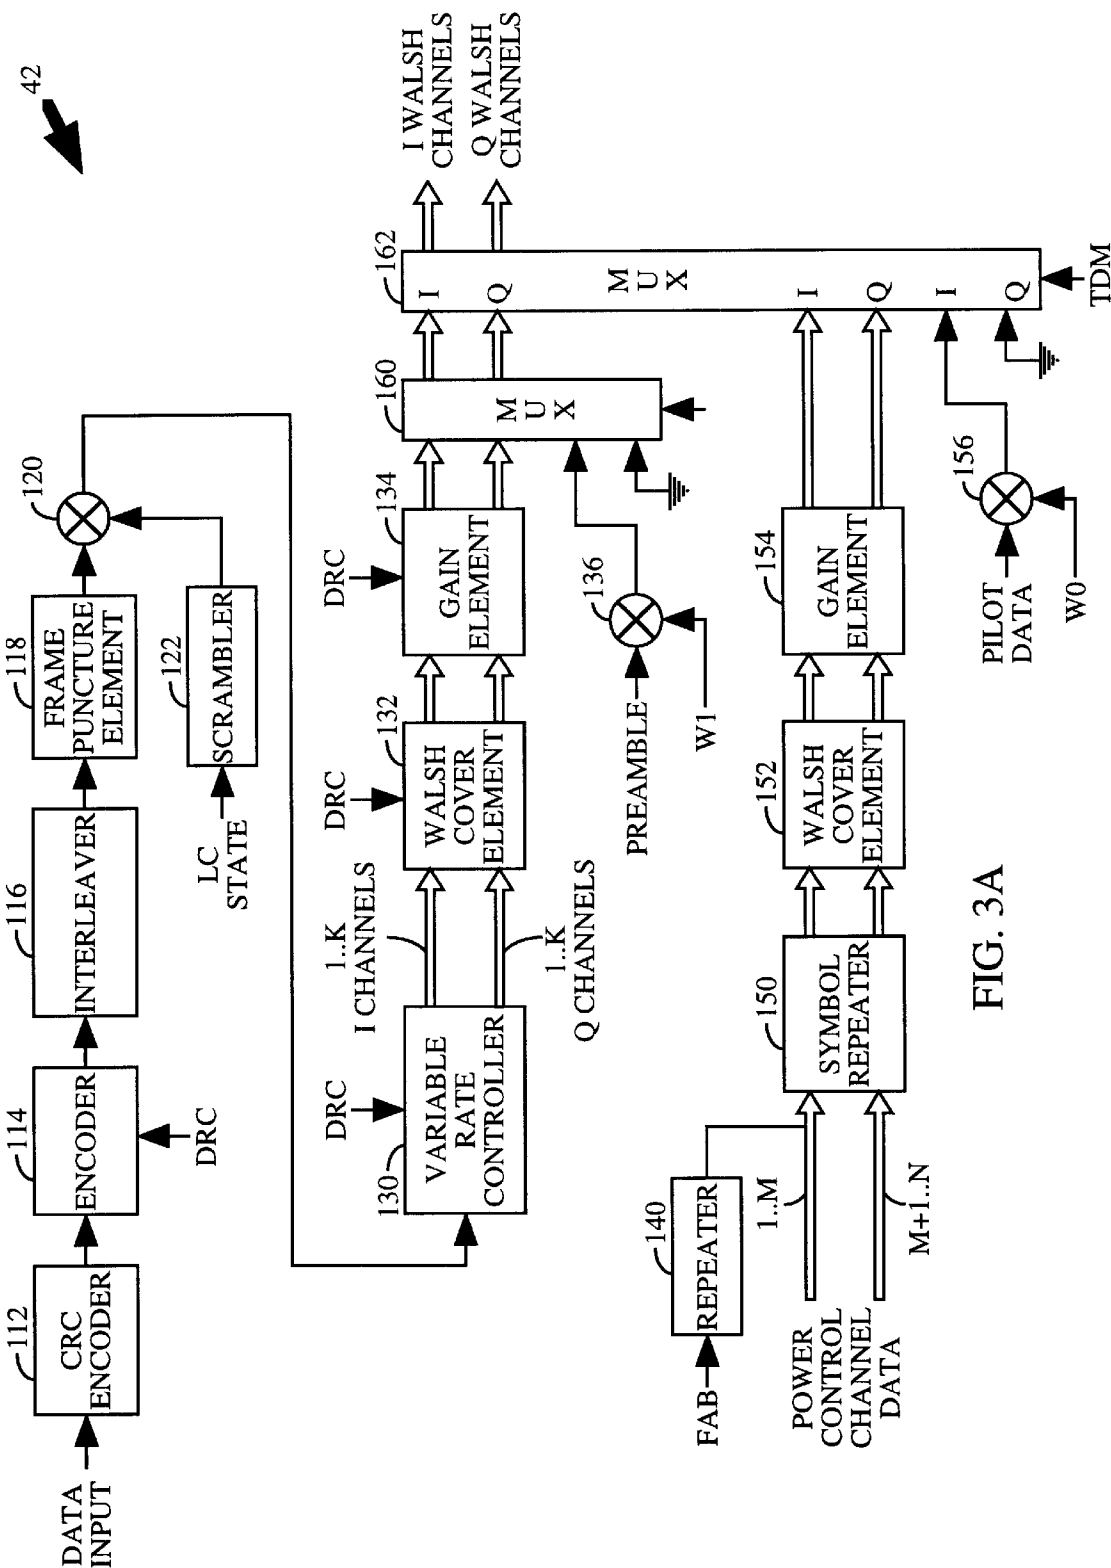 42
DATA
INPUT
112
CRC
ENCODER
114
ENCODER
DRC
116
INTERLEAVER
118
FRAME
PUNCTURE
ELEMENT
120
LC
STATE
122
SCRAMBLER
DRC
130
VARIABLE
RATE
CONTROLLER
1..K
I CHANNELS
1..K
Q CHANNELS
DRC
132
WALSH
COVER
ELEMENT
DRC
134
GAIN
ELEMENT
PREAMBLE
136
W1
160
MUX
162
I
Q
MUX
I
Q
I
Q
TDM
I WALSH
CHANNELS
Q WALSH
CHANNELS
FAB
140
REPEATER
POWER
CONTROL
CHANNEL
DATA
1..M
M+1..N
150
SYMBOL
REPEATER
152
WALSH
COVER
ELEMENT
154
GAIN
ELEMENT
PILOT
DATA
156
W0
FIG. 3A